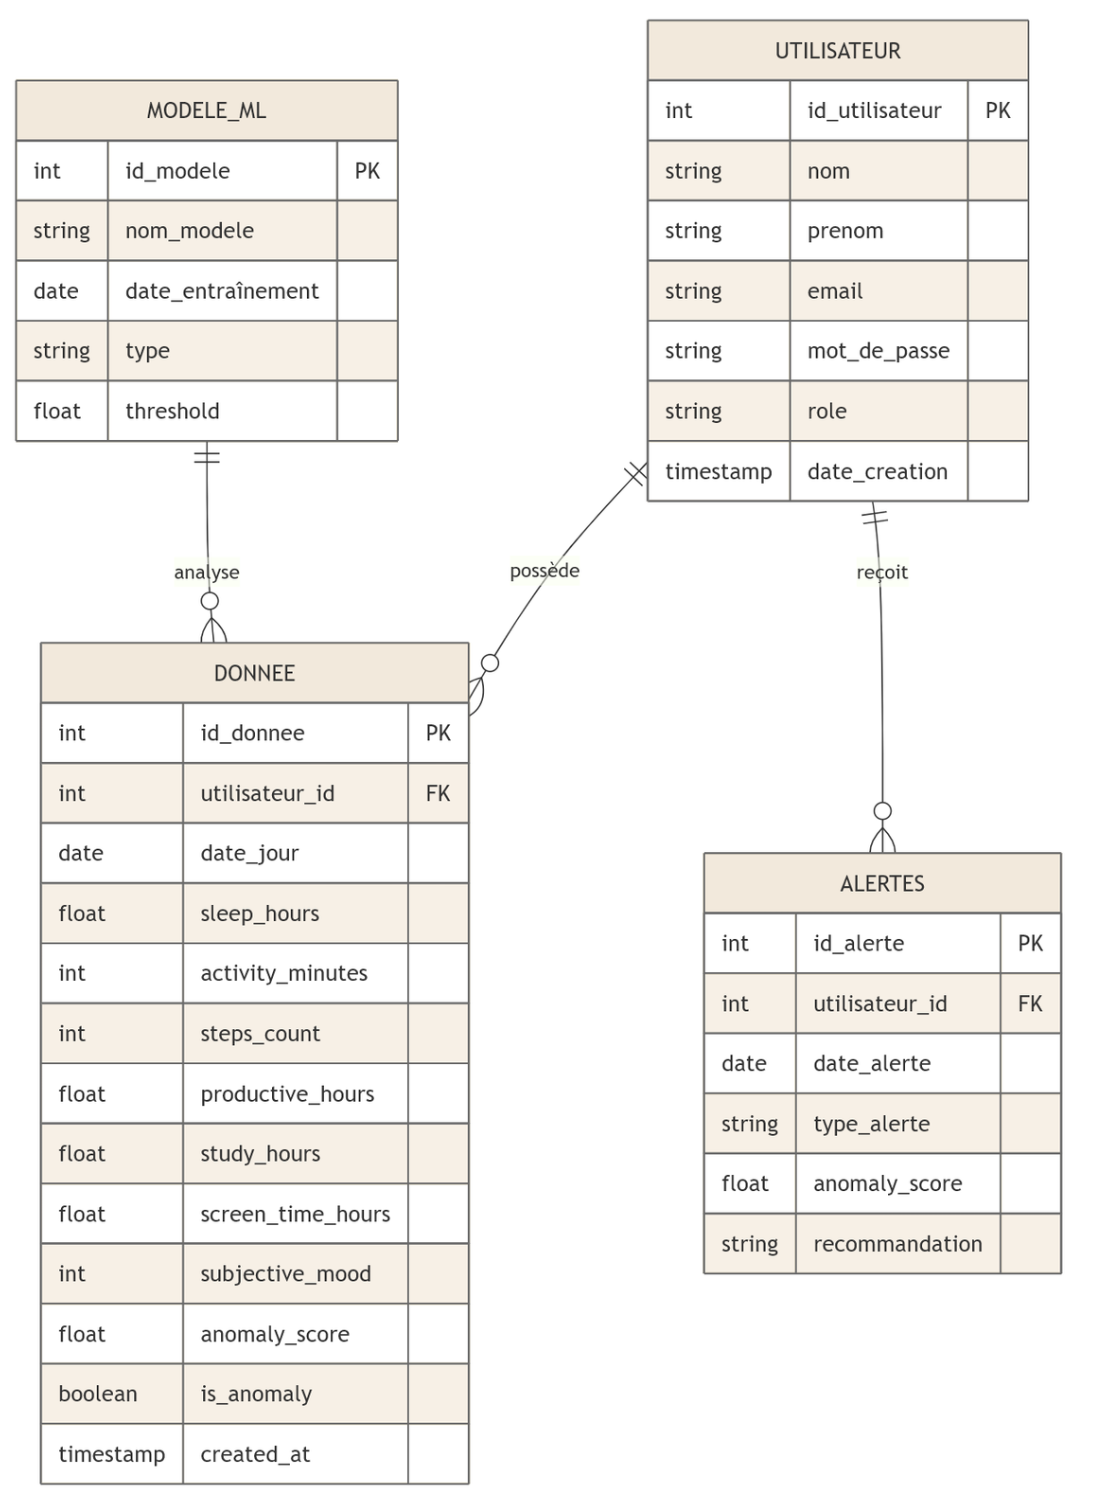 MODELE_ML
int id_modele PK
string nom_modele
date date_entraînement
string type
float threshold
UTILISATEUR
int id_utilisateur PK
string nom
string prenom
string email
string mot_de_passe
string role
timestamp date_creation
analyse
possède
reçoit
DONNEE
int id_donnee PK
int utilisateur_id FK
date date_jour
float sleep_hours
int activity_minutes
int steps_count
float productive_hours
float study_hours
float screen_time_hours
int subjective_mood
float anomaly_score
boolean is_anomaly
timestamp created_at
ALERTES
int id_alerte PK
int utilisateur_id FK
date date_alerte
string type_alerte
float anomaly_score
string recommandation